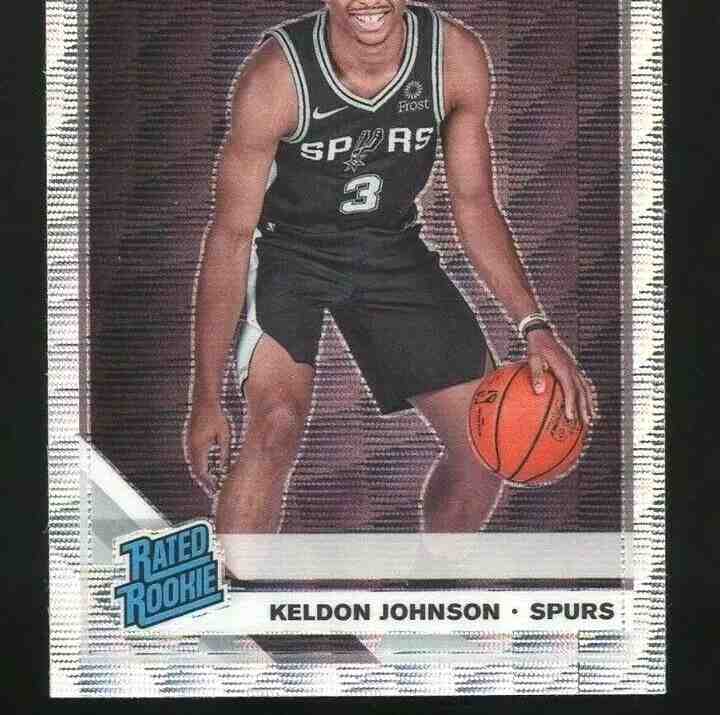 Frost
SPURS
3
RATED
ROOKIE
KELDON JOHNSON · SPURS